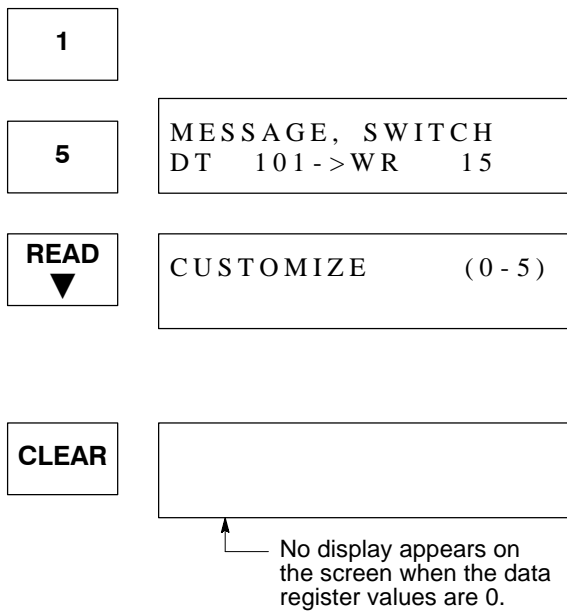 1
5
MESSAGE, SWITCH
DT 101->WR 15
READ
▼
CUSTOMIZE (0-5)
CLEAR
No display appears on
the screen when the data
register values are 0.